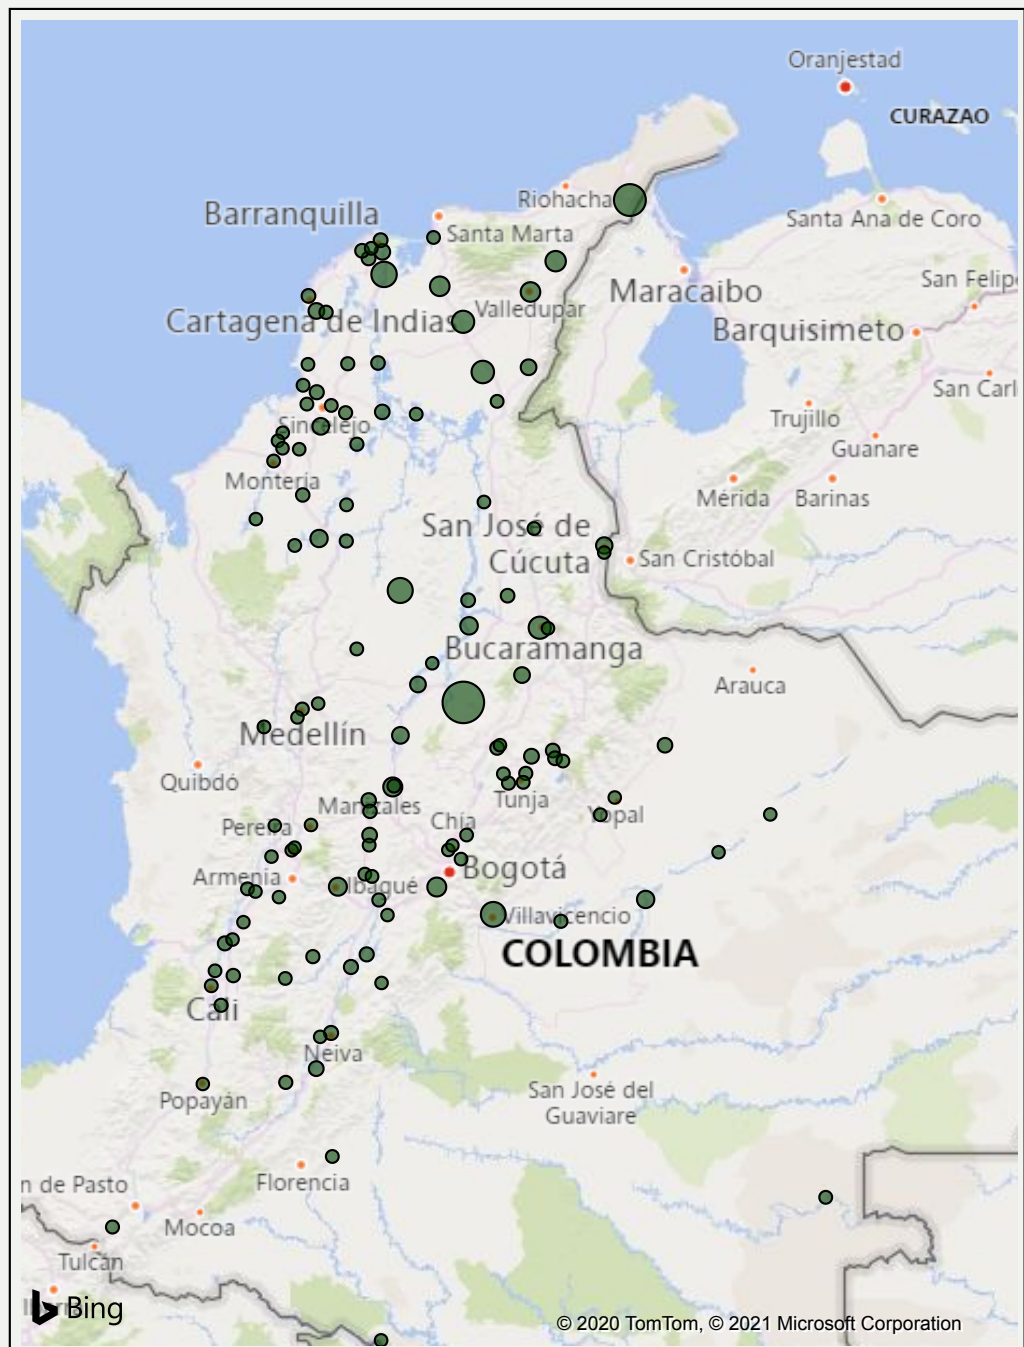 Oranjestad
CURAZAO
Riohacha
Barranquilla
Santa Ana de Coro
Santa Marta
San Felip
Maracaibo
Valledupar
Cartagena de Indias
Barquisimeto
San Carl
Trujillo
Sincelejo
Guanare
Montería
Mérida
Barinas
San José de
Cúcuta
San Cristóbal
Bucaramanga
Arauca
Medellín
Quibdó
Manizales
Tunja
Yopal
Pereira
Chía
Bogotá
Armenia
Ibagué
Villavicencio
COLOMBIA
Cali
Neiva
San José del
Guaviare
Popayán
Florencia
n de Pasto
Mocoa
Tulcán
Bing
© 2020 TomTom, © 2021 Microsoft Corporation